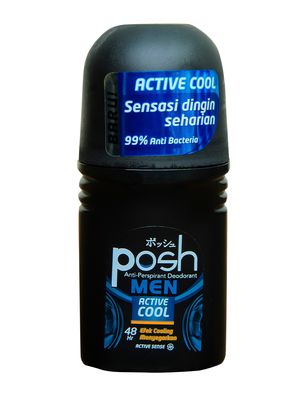 BARU!
ACTIVE COOL
Sensasi dingin
seharian
99% Anti Bacteria
ポッシュ
posh
Anti-Perspirant Deodorant
MEN
ACTIVE
COOL
48
Hr
Efek Cooling
Menyegarkan
ACTIVE SENSE